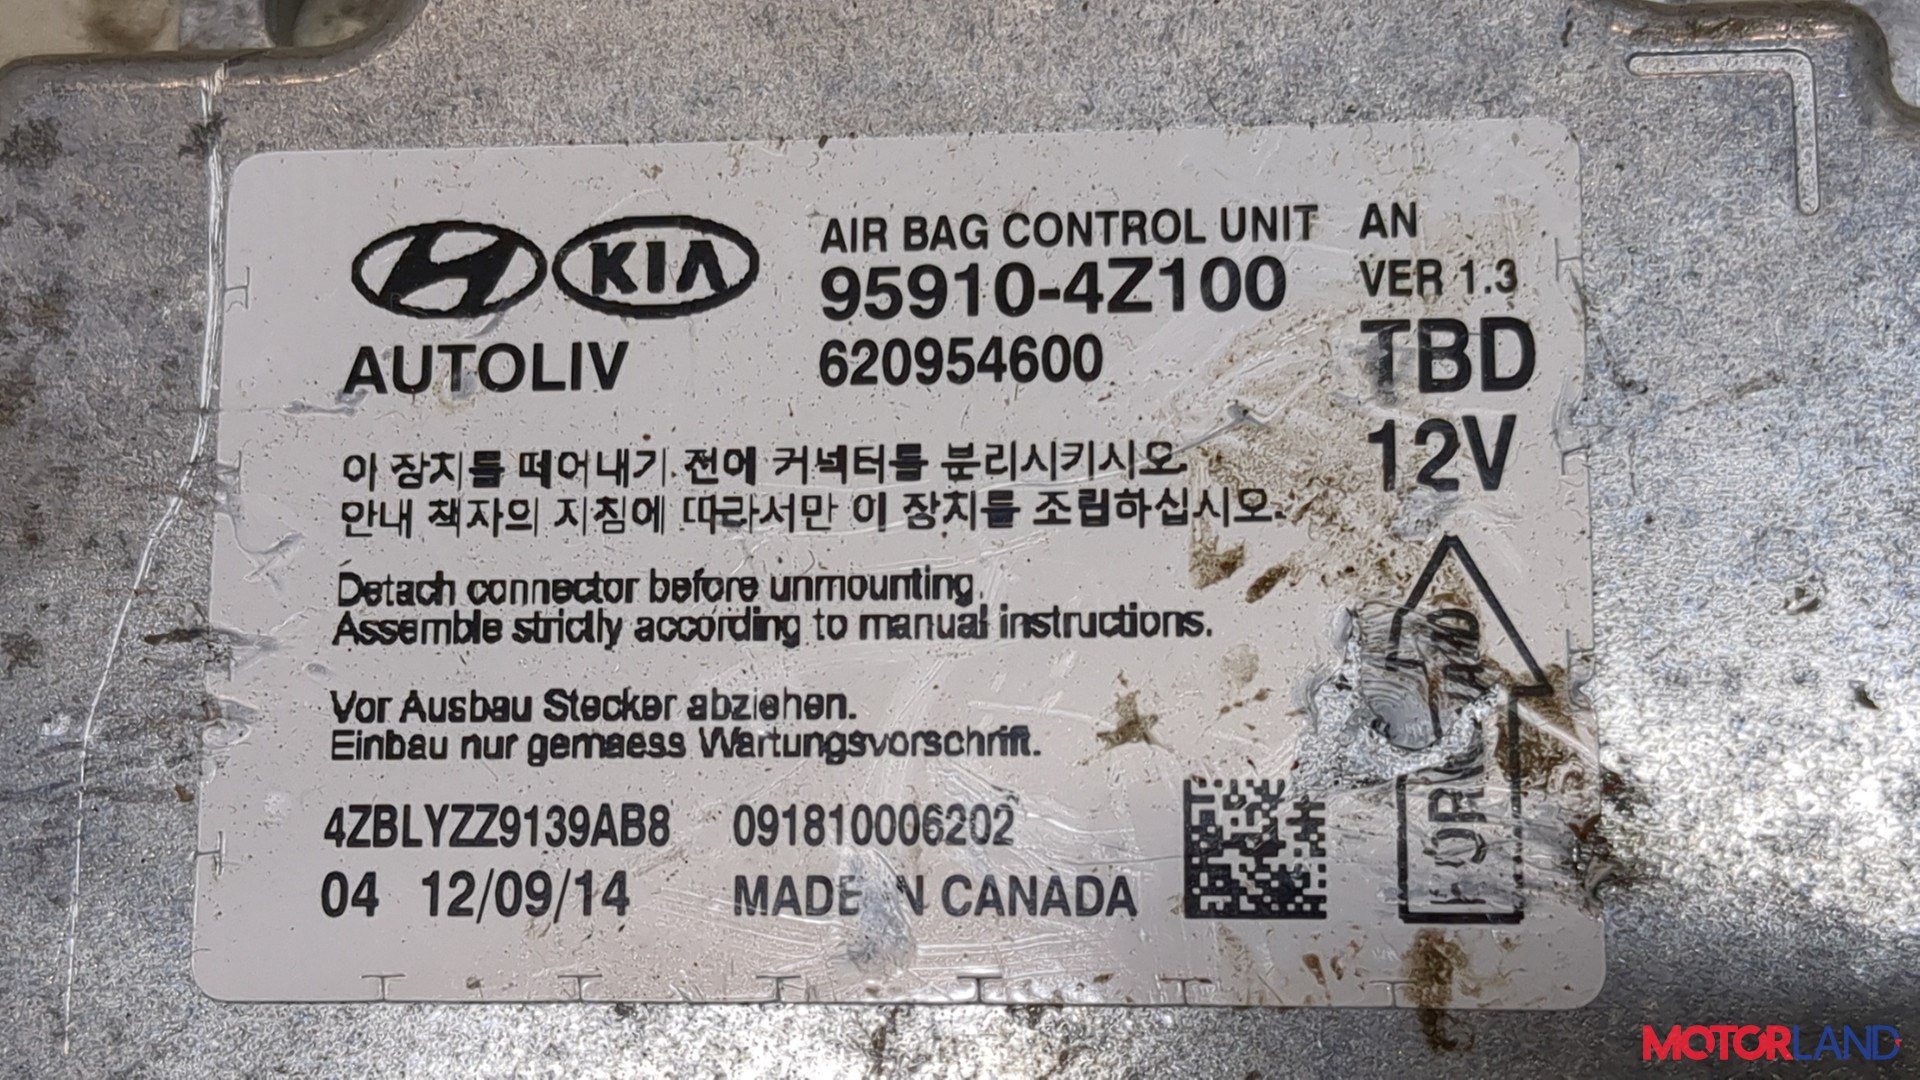 KIA
AIR BAG CONTROL UNIT AN
95910-4Z100 VER 1.3
AUTOLIV 620954600 TBD
12V
이 장치를 떼어내기 전에 커넥터를 분리시키시오.
안내 책자의 지침에 따라서만 이 장치를 조립하십시오.
Detach connector before unmounting.
Assemble strictly according to manual instructions.
Vor Ausbau Stecker abziehen.
Einbau nur gemaess Wartungsvorschrift.
4ZBLYZZ9139AB8 091810006202
04 12/09/14 MADE IN CANADA
MOTORLAND